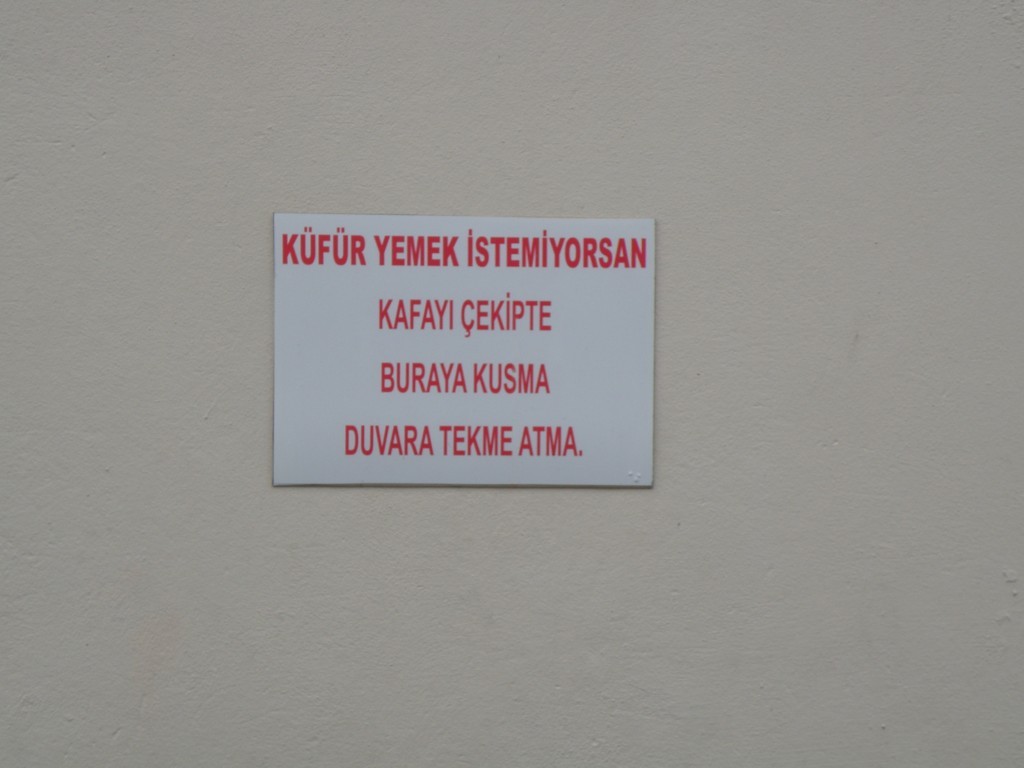 KÜFÜR YEMEK İSTEMİYORSAN
KAFAYI ÇEKİPTE
BURAYA KUSMA
DUVARA TEKME ATMA.